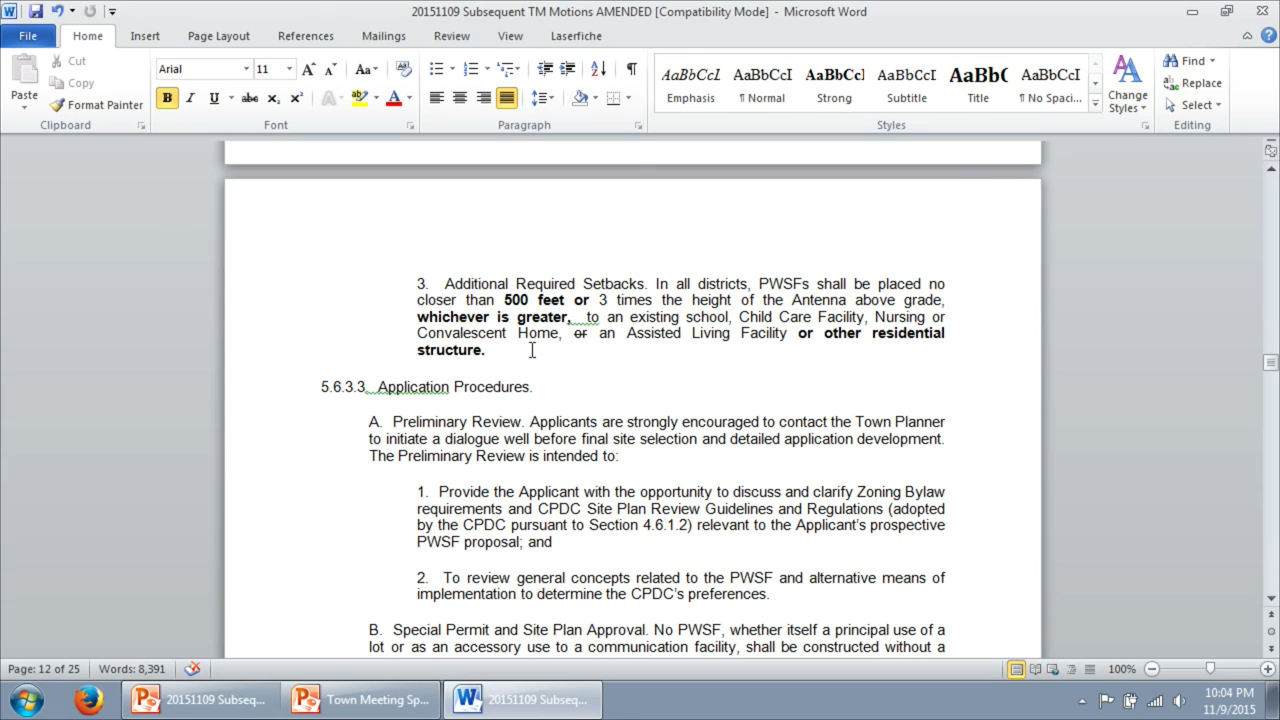 20151109 Subsequent TM Motions AMENDED [Compatibility Mode] - Microsoft Word
File Home Insert Page Layout References Mailings Review View Laserfiche
Paste
Cut
Copy
Format Painter
Clipboard
Arial 11
Font
Paragraph
AaBbCcI AaBbCcI AaBbCcI AaBbCcI AaBb( AaBbCcI
Emphasis ¶ Normal Strong Subtitle Title ¶ No Spaci...
Change Styles
Styles
Find
Replace
Select
Editing
3. Additional Required Setbacks. In all districts, PWSFs shall be placed no
closer than 500 feet or 3 times the height of the Antenna above grade,
whichever is greater, to an existing school, Child Care Facility, Nursing or
Convalescent Home, or an Assisted Living Facility or other residential
structure.
5.6.3.3. Application Procedures.
A. Preliminary Review. Applicants are strongly encouraged to contact the Town Planner
to initiate a dialogue well before final site selection and detailed application development.
The Preliminary Review is intended to:
1. Provide the Applicant with the opportunity to discuss and clarify Zoning Bylaw
requirements and CPDC Site Plan Review Guidelines and Regulations (adopted
by the CPDC pursuant to Section 4.6.1.2) relevant to the Applicant's prospective
PWSF proposal; and
2. To review general concepts related to the PWSF and alternative means of
implementation to determine the CPDC's preferences.
B. Special Permit and Site Plan Approval. No PWSF, whether itself a principal use of a
lot or as an accessory use to a communication facility, shall be constructed without a
Page: 12 of 25 Words: 8,391 100%
20151109 Subseq... Town Meeting Sp... 20151109 Subseq... 10:04 PM
11/9/2015